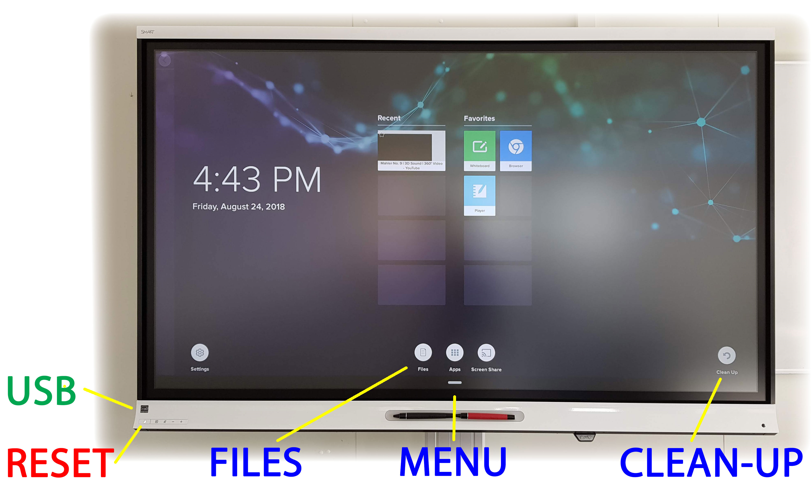 SMART
Recent
Favorites
Whiteboard
Browser
YouTube
Player
4:43 PM
Friday, August 24, 2018
Settings
Files
Apps
Screen Share
Clean Up
USB
RESET
FILES
MENU
CLEAN-UP